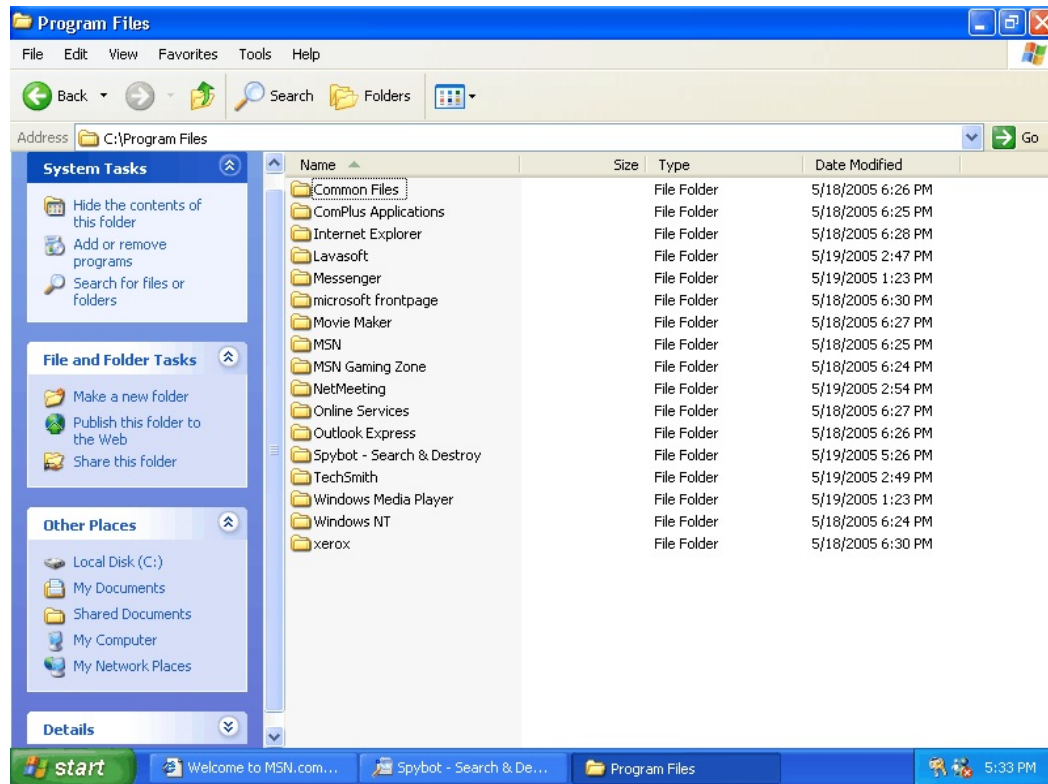 Program Files
File Edit View Favorites Tools Help
Back Search Folders
Address C:\Program Files Go
System Tasks
Hide the contents of
this folder
Add or remove
programs
Search for files or
folders
File and Folder Tasks
Make a new folder
Publish this folder to
the Web
Share this folder
Other Places
Local Disk (C:)
My Documents
Shared Documents
My Computer
My Network Places
Details
Name Size Type Date Modified
Common Files File Folder 5/18/2005 6:26 PM
ComPlus Applications File Folder 5/18/2005 6:25 PM
Internet Explorer File Folder 5/18/2005 6:28 PM
Lavasoft File Folder 5/19/2005 2:47 PM
Messenger File Folder 5/19/2005 1:23 PM
microsoft frontpage File Folder 5/18/2005 6:30 PM
Movie Maker File Folder 5/18/2005 6:27 PM
MSN File Folder 5/18/2005 6:25 PM
MSN Gaming Zone File Folder 5/18/2005 6:24 PM
NetMeeting File Folder 5/19/2005 2:54 PM
Online Services File Folder 5/18/2005 6:27 PM
Outlook Express File Folder 5/18/2005 6:26 PM
Spybot - Search & Destroy File Folder 5/19/2005 5:26 PM
TechSmith File Folder 5/19/2005 2:49 PM
Windows Media Player File Folder 5/19/2005 1:23 PM
Windows NT File Folder 5/18/2005 6:24 PM
xerox File Folder 5/18/2005 6:30 PM
start Welcome to MSN.com... Spybot - Search & De... Program Files 5:33 PM